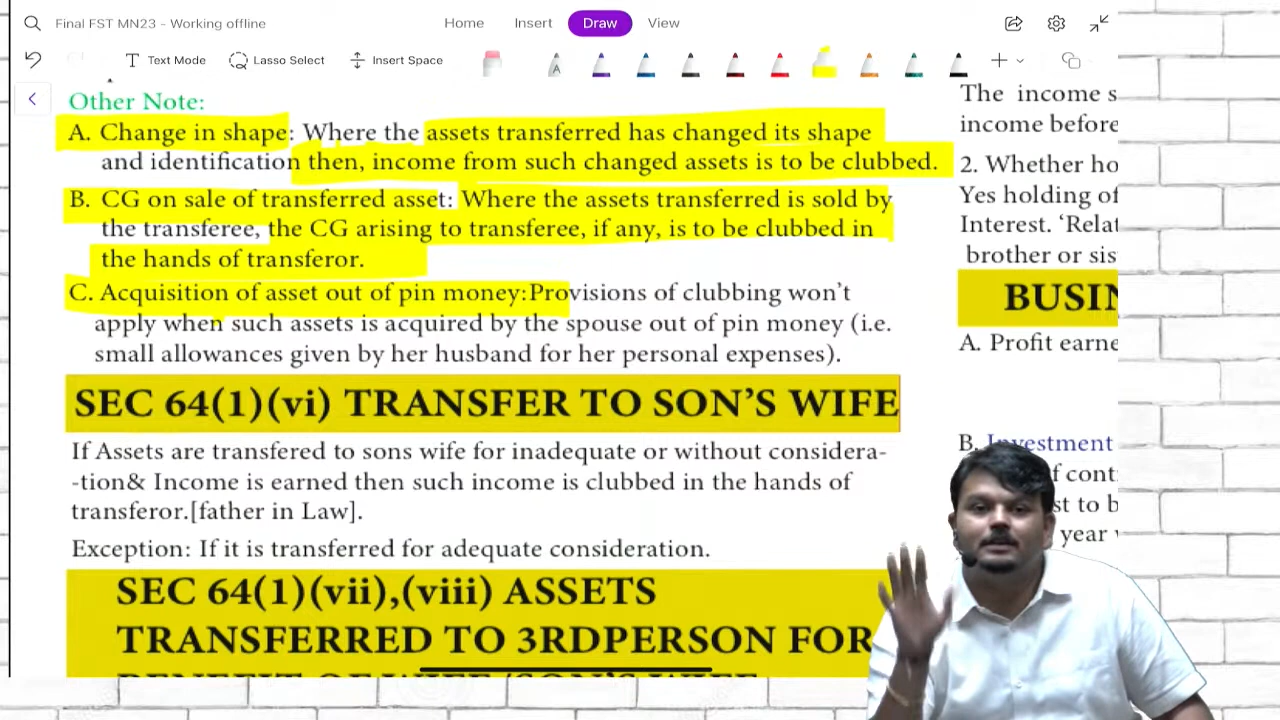 Final FST MN23 - Working offline
Home Insert Draw View
Text Mode Lasso Select Insert Space A
Other Note:
A. Change in shape: Where the assets transferred has changed its shape
and identification then, income from such changed assets is to be clubbed.
B. CG on sale of transferred asset: Where the assets transferred is sold by
the transferee, the CG arising to transferee, if any, is to be clubbed in
the hands of transferor.
C. Acquisition of asset out of pin money:Provisions of clubbing won't
apply when such assets is acquired by the spouse out of pin money (i.e.
small allowances given by her husband for her personal expenses).
SEC 64(1)(vi) TRANSFER TO SON'S WIFE
If Assets are transfered to sons wife for inadequate or without considera-
-tion& Income is earned then such income is clubbed in the hands of
transferor.[father in Law].
Exception: If it is transferred for adequate consideration.
SEC 64(1)(vii),(viii) ASSETS
TRANSFERRED TO 3RDPERSON FOR
BENEFIT OF WIFE/SON'S WIFE
The income s
income before
2. Whether ho
Yes holding of
Interest. ‘Relat
brother or sis
BUSIN
A. Profit earne
B. Investment
f cont
st to b
year